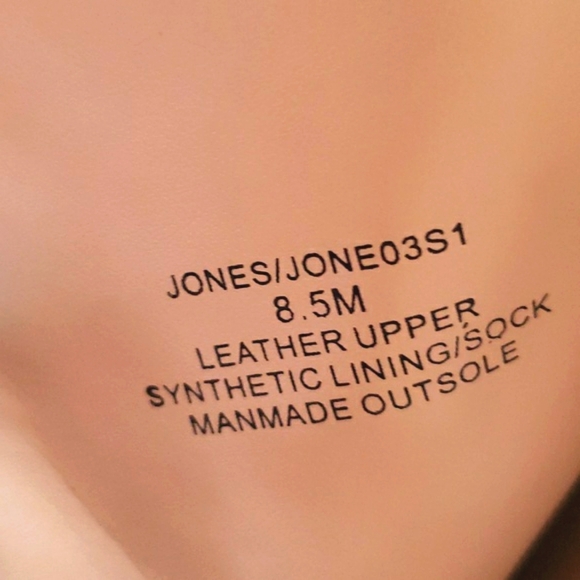 JONES/JONE03S1
8.5M
LEATHER UPPER
SYNTHETIC LINING/SOCK
MANMADE OUTSOLE